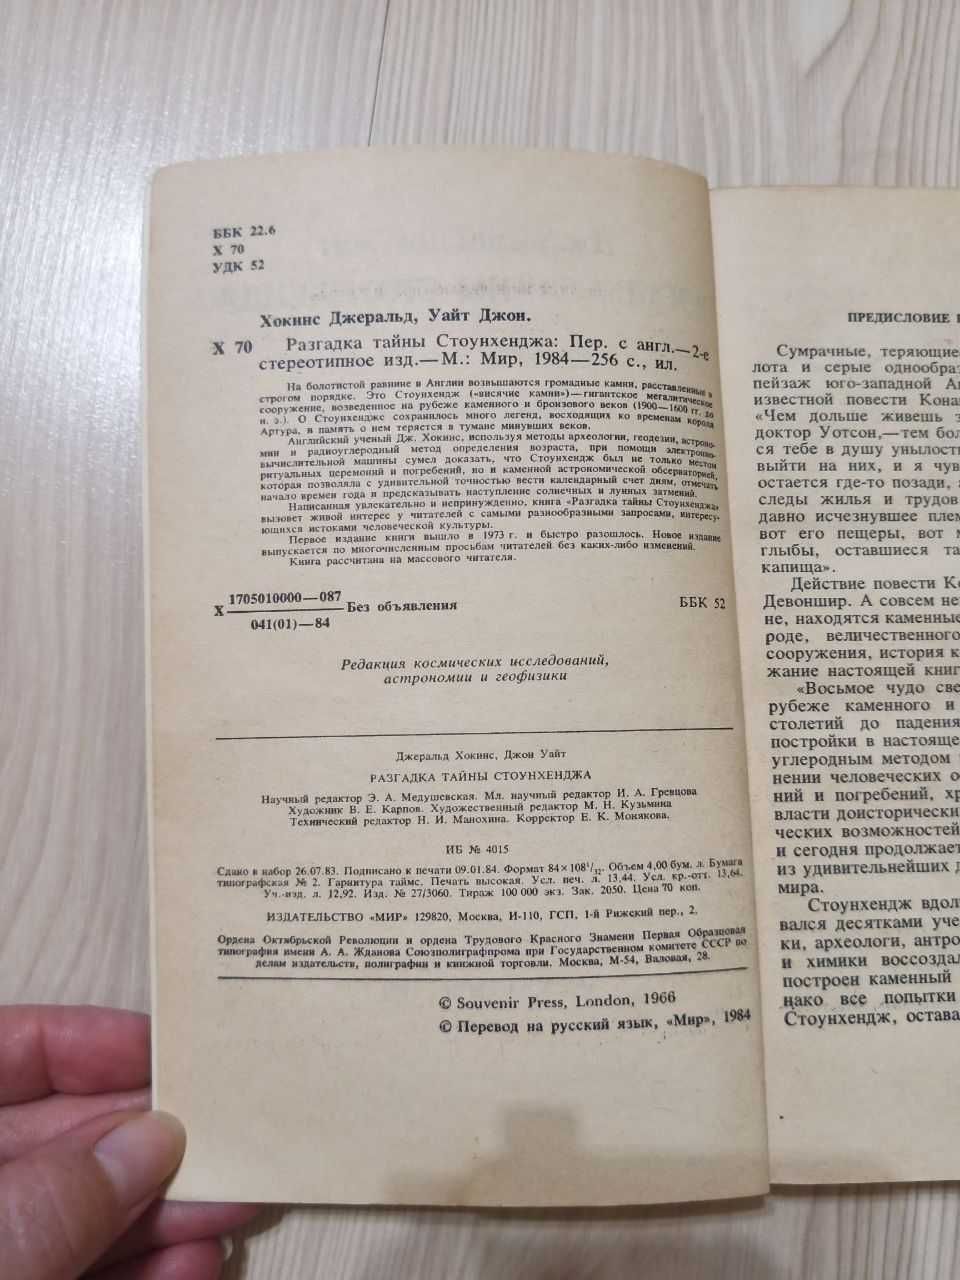 ББК 22.6
Х 70
УДК 52
Хокинс Джеральд, Уайт Джон.
Х 70 Разгадка тайны Стоунхенджа: Пер. с англ.—2-е
стереотипное изд.—М.: Мир, 1984—256 с., ил.
На болотистой равнине в Англии возвышаются громадные камни, расставленные в
строгом порядке. Это Стоунхендж («висячие камни»)—гигантское мегалитическое
сооружение, возведенное на рубеже каменного и бронзового веков (1900—1600 гг. до
н. э.). О Стоунхендже сохранилось много легенд, восходящих ко временам короля
Артура, а память о нем теряется в тумане минувших веков.
Английский ученый Дж. Хокинс, используя методы археологии, геодезии, астроно-
мии и радиоуглеродный метод определения возраста, при помощи электронно-
вычислительной машины сумел доказать, что Стоунхендж был не только местом
ритуальных церемоний и погребений, но и каменной астрономической обсерваторией,
которая позволяла с удивительной точностью вести календарный счет дням, отмечать
начало времен года и предсказывать наступление солнечных и лунных затмений.
Написанная увлекательно и непринужденно, книга «Разгадка тайны Стоунхенджа»
вызовет живой интерес у читателей с самыми разнообразными запросами, интересу-
ющихся истоками человеческой культуры.
Первое издание книги вышло в 1973 г. и быстро разошлось. Новое издание
выпускается по многочисленным просьбам читателей без каких-либо изменений.
Книга рассчитана на массового читателя.
Х 1705010000—087
041(01)—84 Без объявления ББК 52
Редакция космических исследований,
астрономии и геофизики
Джеральд Хокинс, Джон Уайт
РАЗГАДКА ТАЙНЫ СТОУНХЕНДЖА
Научный редактор Э. А. Медушевская. Мл. научный редактор И. А. Гревцова
Художник В. Е. Карпов. Художественный редактор М. Н. Кузьмина
Технический редактор Н. И. Манохина. Корректор Е. К. Монякова.
ИБ № 4015
Сдано в набор 26.07.83. Подписано к печати 09.01.84. Формат 84×108¹/₃₂. Объем 4,00 бум. л. Бумага
типографская № 2. Гарнитура таймс. Печать высокая. Усл. печ. л. 13,44. Усл. кр.-отт. 13,64.
Уч.-изд. л. 12,92. Изд. № 27/3060. Тираж 100 000 экз. Зак. 2050. Цена 70 коп.
ИЗДАТЕЛЬСТВО «МИР» 129820, Москва, И-110, ГСП, 1-й Рижский пер., 2.
Ордена Октябрьской Революции и ордена Трудового Красного Знамени Первая Образцовая
типография имени А. А. Жданова Союзполиграфпрома при Государственном комитете СССР по
делам издательств, полиграфии и книжной торговли. Москва, М-54, Валовая, 28.
© Souvenir Press, London, 1966
© Перевод на русский язык, «Мир», 1984
ПРЕДИСЛОВИЕ
Сумрачные, теряющие
лота и серые однообраз
пейзаж юго-западной Ан
известной повести Кона
«Чем дольше живешь з
доктор Уотсон,—тем бол
ся тебе в душу унылость
выйти на них, и я чув
остается где-то позади,
следы жилья и трудов
давно исчезнувшее плем
вот его пещеры, вот м
глыбы, оставшиеся та
капища».
Действие повести Ко
Девоншир. А совсем не
не, находятся каменные
роде, величественного
сооружения, история к
жание настоящей книг
«Восьмое чудо све
рубеже каменного и
столетий до падения
постройки в настояще
углеродным методом
нении человеческих о
ний и погребений, хр
власти доисторически
ческих возможностей
и сегодня продолжает
из удивительнейших д
мира.
Стоунхендж вдоль
вался десятками уче
ки, археологи, антро
и химики воссоздал
построен каменный
нако все попытки
Стоунхендж, остава